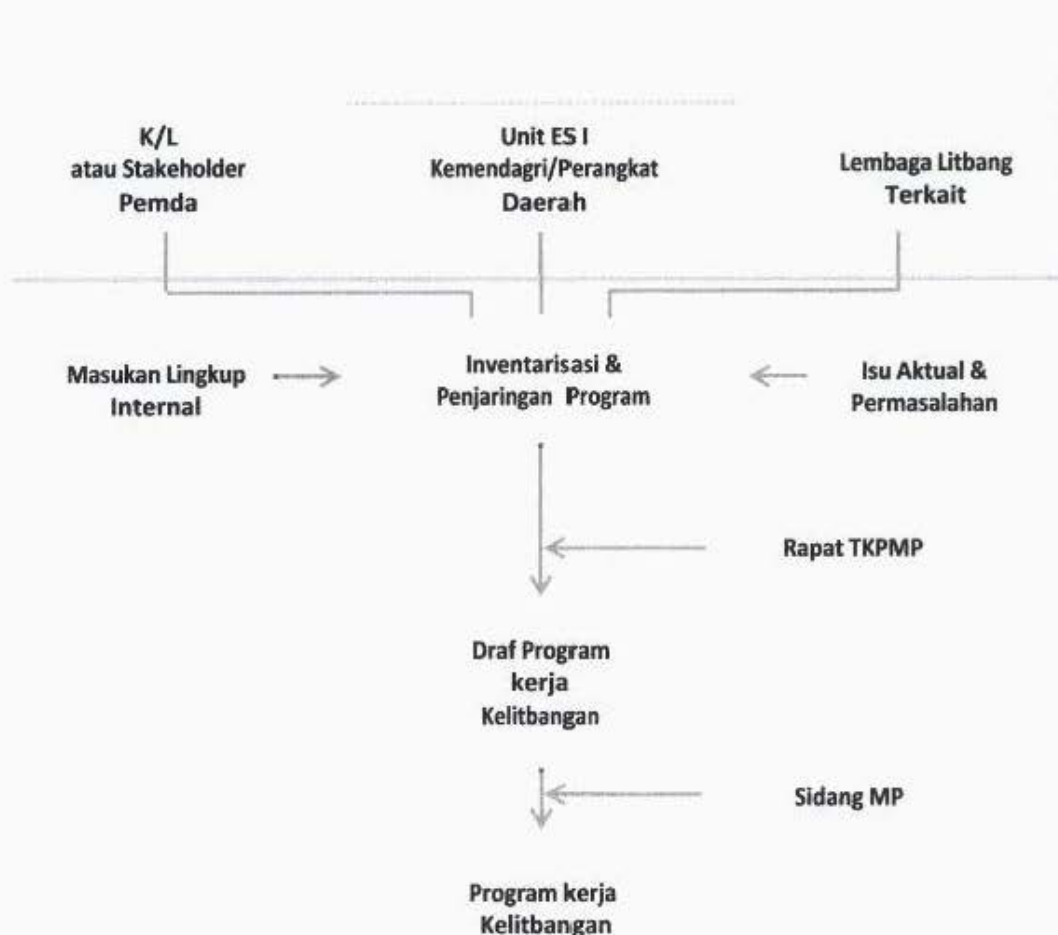 K/L
atau Stakeholder
Pemda
Unit ES I
Kemendagri/Perangkat
Daerah
Lembaga Litbang
Terkait
Masukan Lingkup
Internal
Inventarisasi &
Penjaringan Program
Isu Aktual &
Permasalahan
Rapat TKPMP
Draf Program
kerja
Kelitbangan
Sidang MP
Program kerja
Kelitbangan